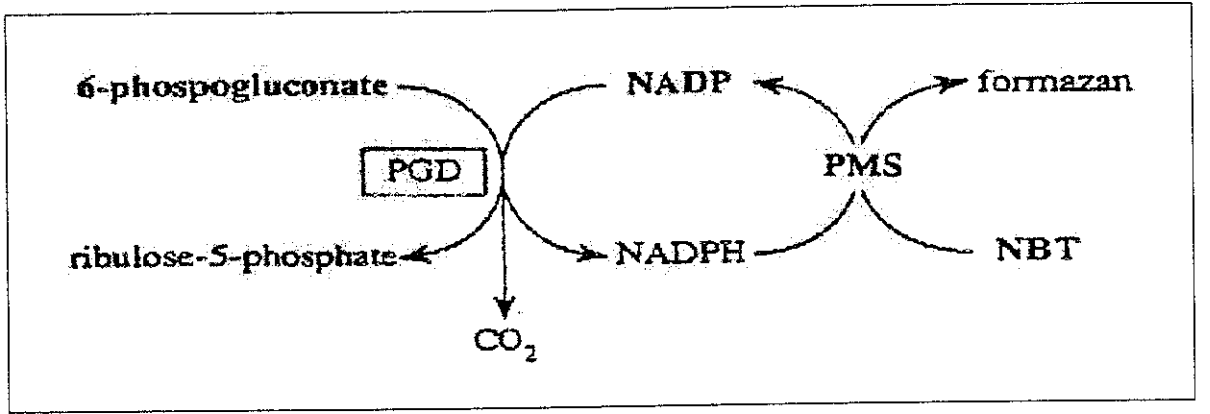 6-phospogluconate NADP formazan
PGD PMS
ribulose-5-phosphate NADPH NBT
CO₂